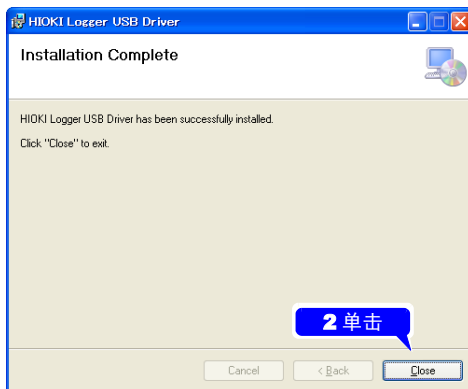 HIOKI Logger USB Driver
Installation Complete
HIOKI Logger USB Driver has been successfully installed.
Click "Close" to exit.
2 单击
Cancel
< Back
Close